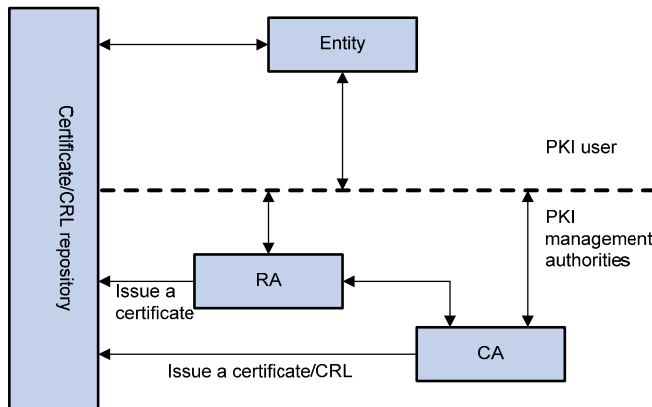 Certificate/CRL repository
Entity
PKI user
PKI
management
authorities
RA
Issue a
certificate
CA
Issue a certificate/CRL